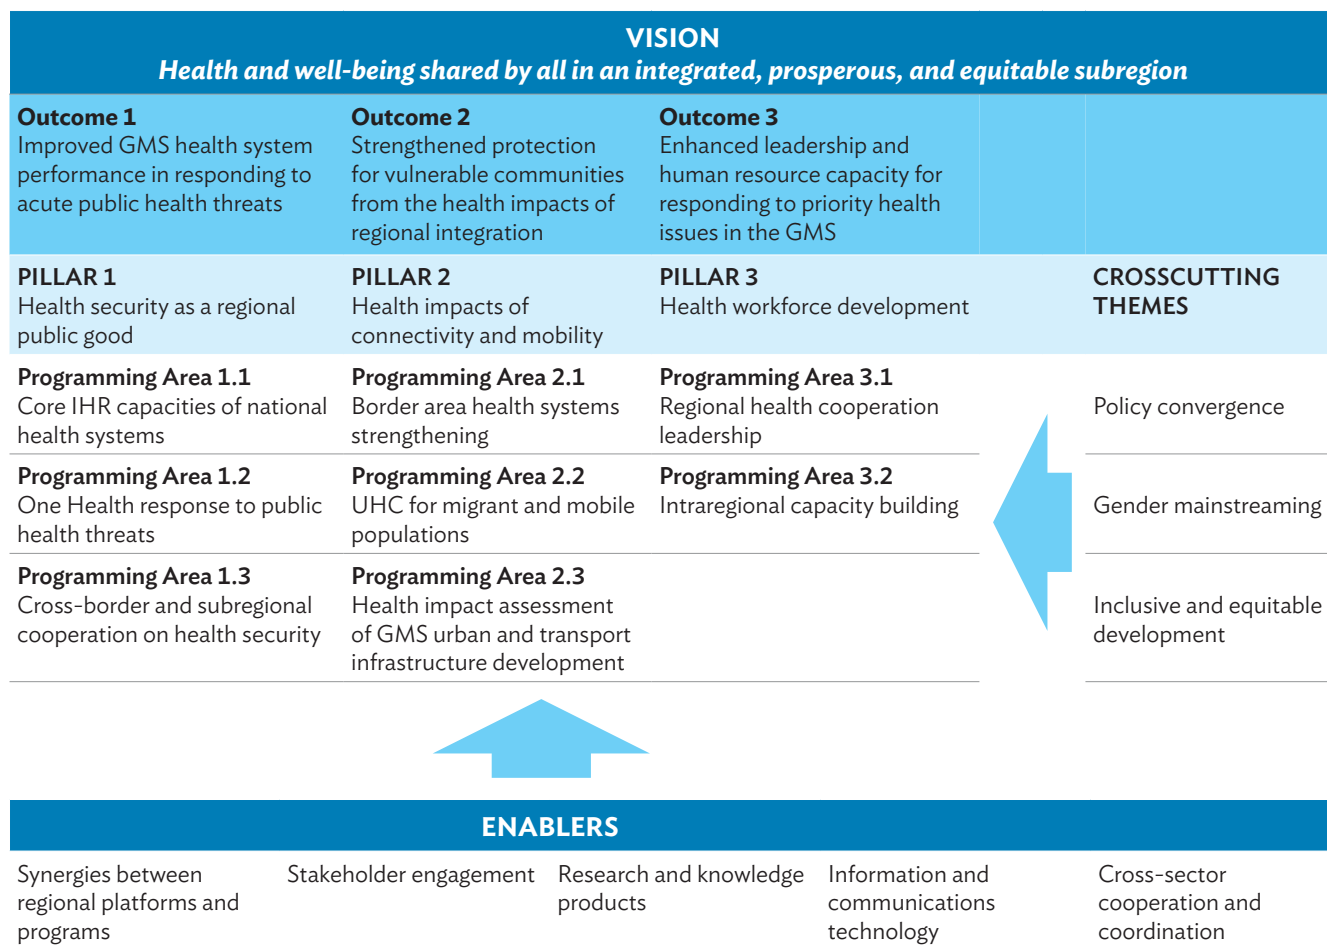 VISION
Health and well-being shared by all in an integrated, prosperous, and equitable subregion
Outcome 1
Improved GMS health system
performance in responding to
acute public health threats
Outcome 2
Strengthened protection
for vulnerable communities
from the health impacts of
regional integration
Outcome 3
Enhanced leadership and
human resource capacity for
responding to priority health
issues in the GMS
PILLAR 1
Health security as a regional
public good
PILLAR 2
Health impacts of
connectivity and mobility
PILLAR 3
Health workforce development
CROSSCUTTING
THEMES
Programming Area 1.1
Core IHR capacities of national
health systems
Programming Area 2.1
Border area health systems
strengthening
Programming Area 3.1
Regional health cooperation
leadership
Policy convergence
Programming Area 1.2
One Health response to public
health threats
Programming Area 2.2
UHC for migrant and mobile
populations
Programming Area 3.2
Intraregional capacity building
Gender mainstreaming
Programming Area 1.3
Cross-border and subregional
cooperation on health security
Programming Area 2.3
Health impact assessment
of GMS urban and transport
infrastructure development
Inclusive and equitable
development
ENABLERS
Synergies between
regional platforms and
programs
Stakeholder engagement
Research and knowledge
products
Information and
communications
technology
Cross-sector
cooperation and
coordination